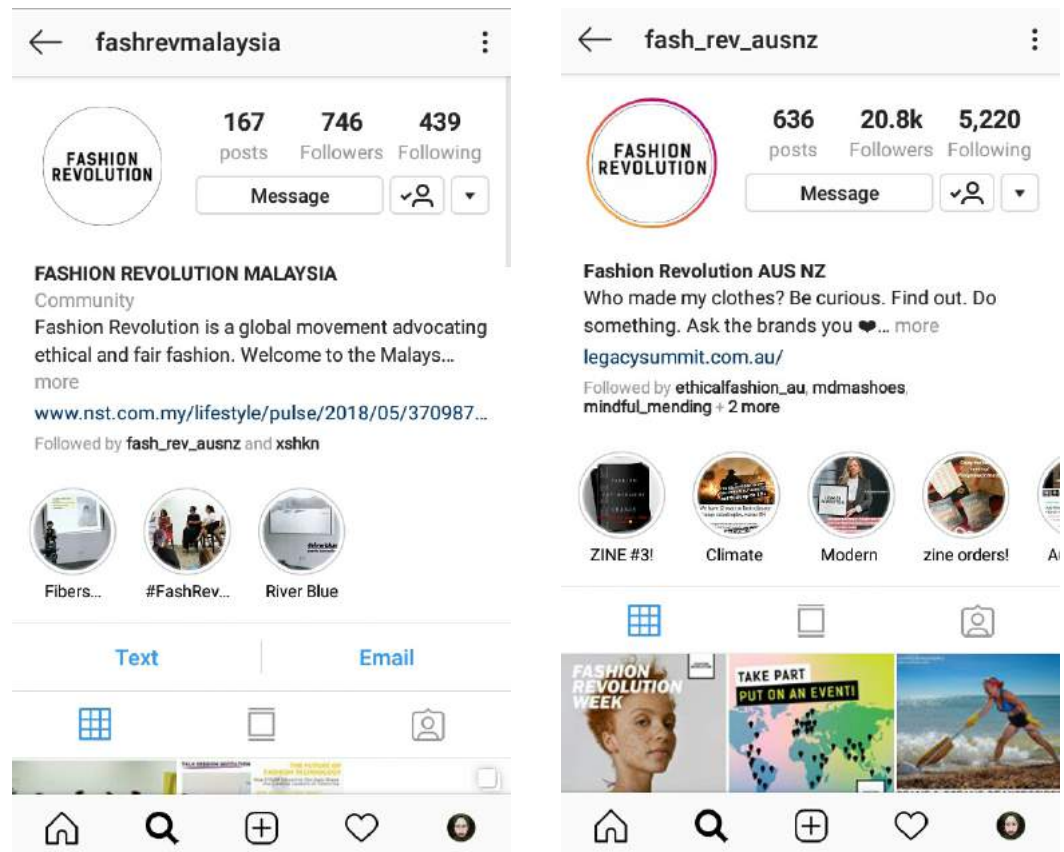 fashrevmalaysia
FASHION
REVOLUTION
167 746 439
posts Followers Following
Message
FASHION REVOLUTION MALAYSIA
Community
Fashion Revolution is a global movement advocating
ethical and fair fashion. Welcome to the Malays...
more
www.nst.com.my/lifestyle/pulse/2018/05/370987...
Followed by fash_rev_ausnz and xshkn
Fibers... #FashRev... River Blue
Text Email
THE FUTURE OF
FASHION TECHNOLOGY
fash_rev_ausnz
FASHION
REVOLUTION
636 20.8k 5,220
posts Followers Following
Message
Fashion Revolution AUS NZ
Who made my clothes? Be curious. Find out. Do
something. Ask the brands you ❤... more
legacysummit.com.au/
Followed by ethicalfashion_au, mdmashoes,
mindful_mending + 2 more
ZINE #3! Climate Modern zine orders!
FASHION
REVOLUTION
WEEK
TAKE PART
PUT ON AN EVENT!